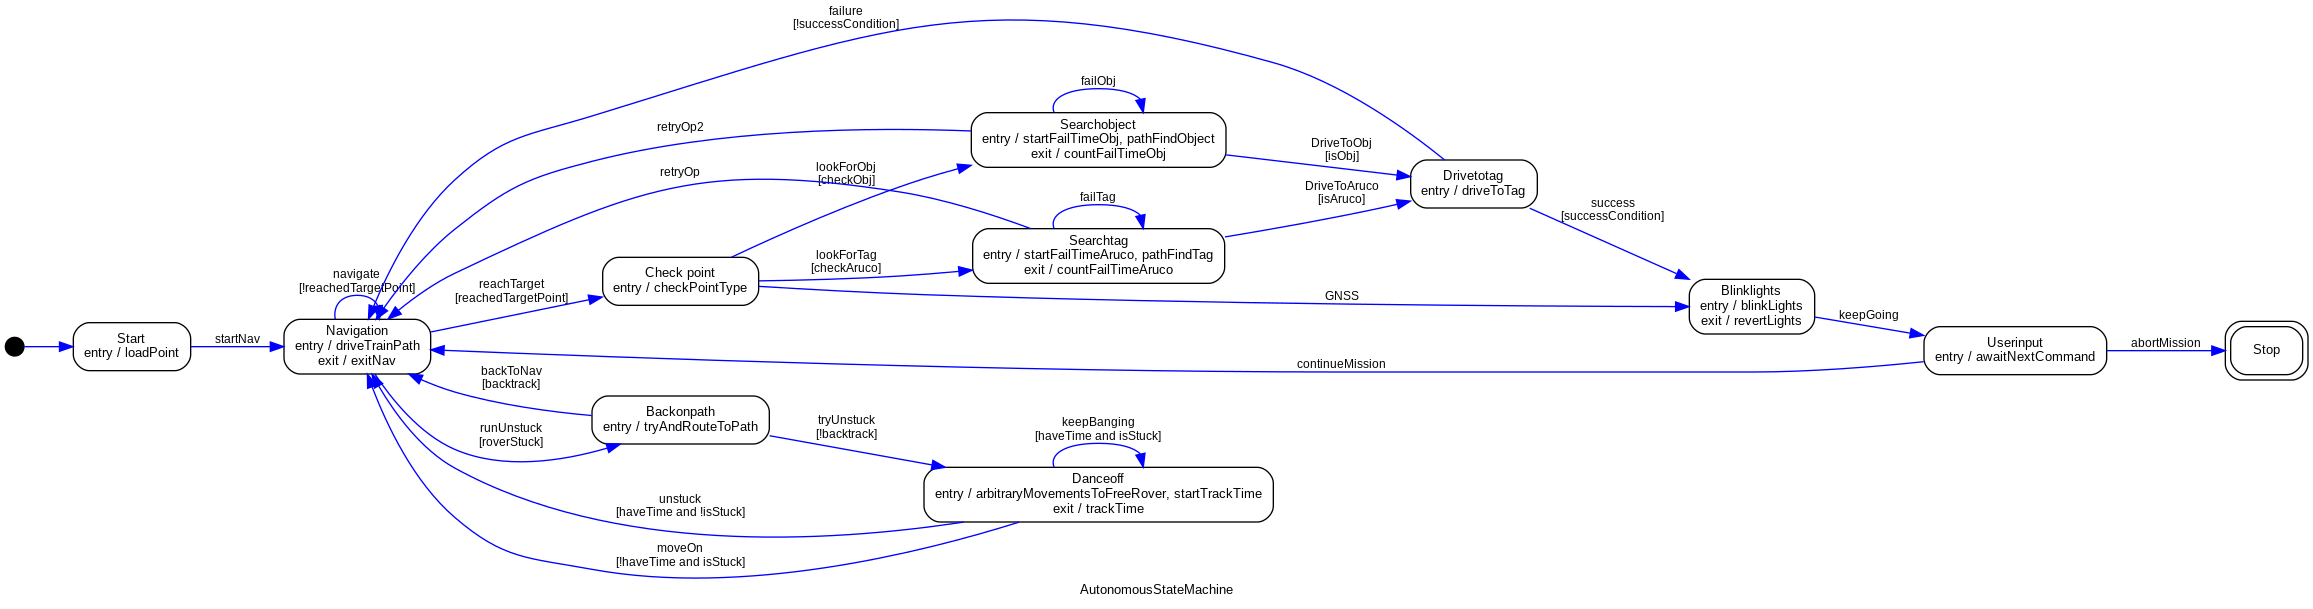 failure
[!successCondition]
failObj
retryOp2
Searchobject
entry / startFailTimeObj, pathFindObject
exit / countFailTimeObj
DriveToObj
[isObj]
lookForObj
[checkObj]
retryOp
Drivetotag
entry / driveToTag
DriveToAruco
[isAruco]
failTag
success
[successCondition]
Searchtag
entry / startFailTimeAruco, pathFindTag
exit / countFailTimeAruco
lookForTag
[checkAruco]
Check point
entry / checkPointType
navigate
[!reachedTargetPoint]
reachTarget
[reachedTargetPoint]
GNSS
Blinklights
entry / blinkLights
exit / revertLights
keepGoing
Start
entry / loadPoint
startNav
Navigation
entry / driveTrainPath
exit / exitNav
Userinput
entry / awaitNextCommand
abortMission
Stop
continueMission
backToNav
[backtrack]
Backonpath
entry / tryAndRouteToPath
runUnstuck
[roverStuck]
tryUnstuck
[!backtrack]
keepBanging
[haveTime and isStuck]
Danceoff
entry / arbitraryMovementsToFreeRover, startTrackTime
exit / trackTime
unstuck
[haveTime and !isStuck]
moveOn
[!haveTime and isStuck]
AutonomousStateMachine